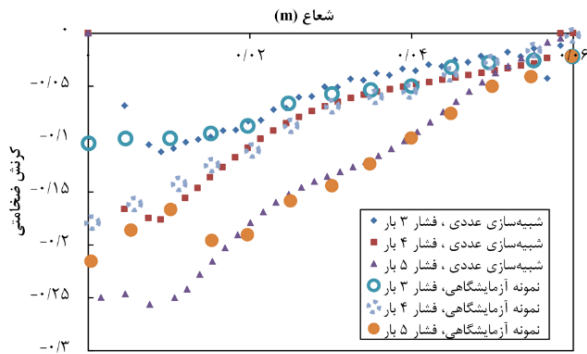 شعاع (m)
۰/۰۲ ۰/۰۴ ۰/۰۶
۰
-۰/۰۵
-۰/۱
-۰/۱۵
-۰/۲
-۰/۲۵
-۰/۳
کرنش ضخامتی
شبیه‌سازی عددی ، فشار ۳ بار
شبیه‌سازی عددی ، فشار ۴ بار
شبیه‌سازی عددی ، فشار ۵ بار
نمونه آزمایشگاهی، فشار ۳ بار
نمونه آزمایشگاهی، فشار ۴ بار
نمونه آزمایشگاهی، فشار ۵ بار